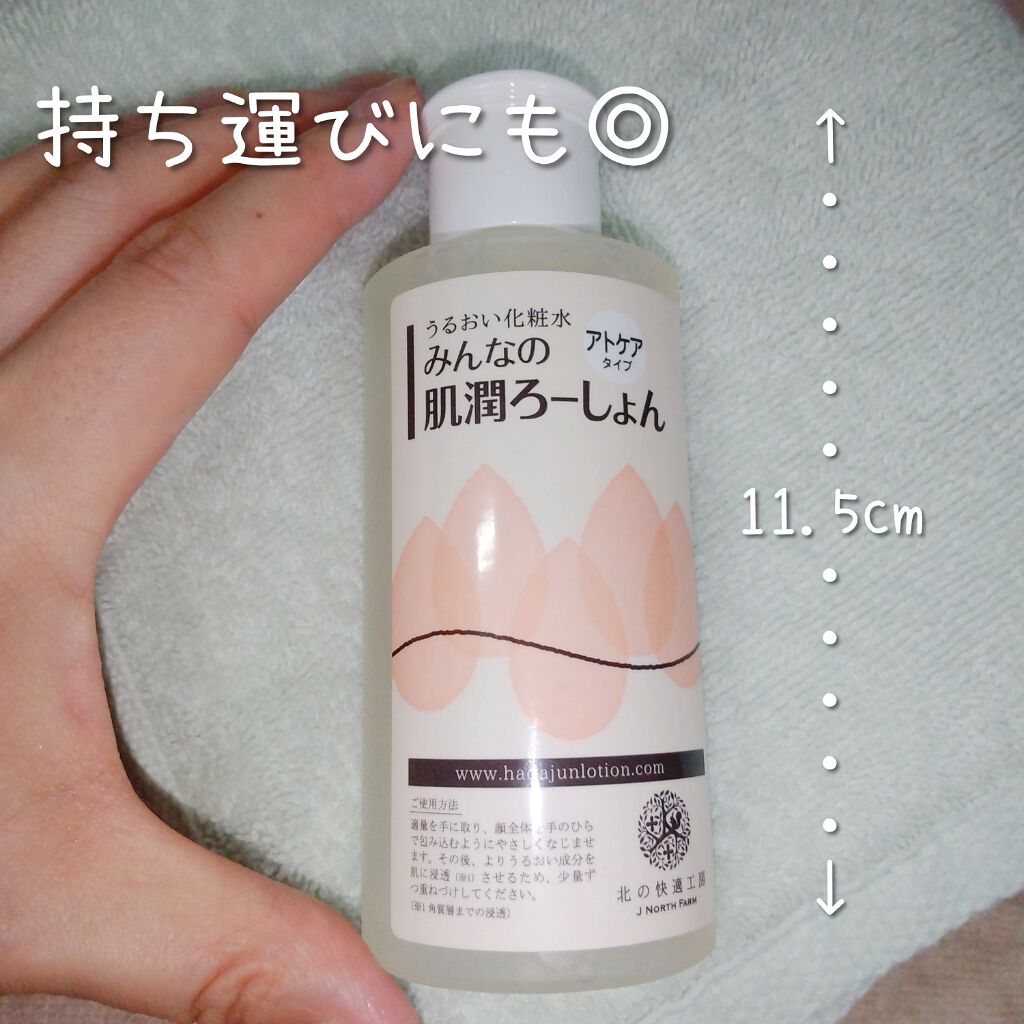 持ち運びにも◎
うるおい化粧水
みんなの
肌潤ろーしょん
アトケア
タイプ
11.5cm
www.hadajunlotion.com
ご使用方法
適量を手に取り、顔全体を手のひら
で包み込むようにやさしくなじませ
ます。その後、よりうるおい成分を
肌に浸透(※1)させるため、少量ず
つ重ねづけしてください。
(※1 角質層までの浸透)
北の快適工房
J NORTH FARM